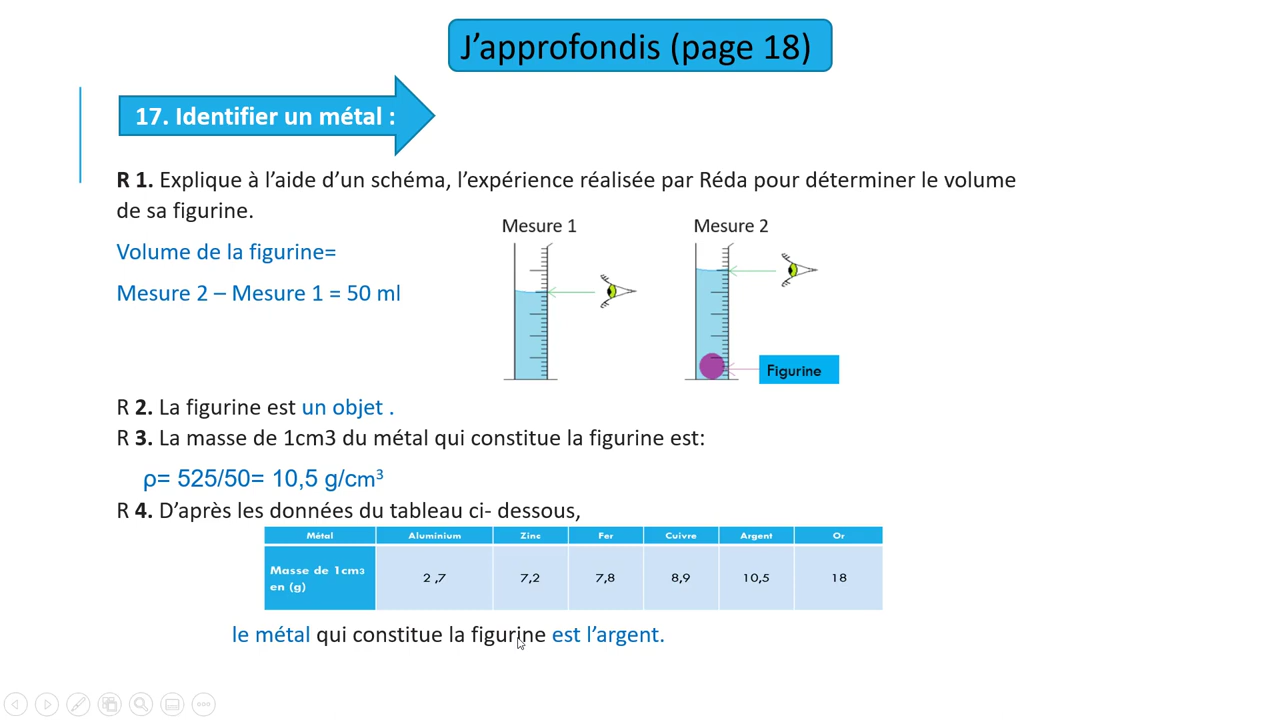 J’approfondis (page 18)
17. Identifier un métal :
R 1. Explique à l’aide d’un schéma, l’expérience réalisée par Réda pour déterminer le volume
de sa figurine.
Mesure 1
Mesure 2
Volume de la figurine=
Mesure 2 – Mesure 1 = 50 ml
Figurine
R 2. La figurine est un objet .
R 3. La masse de 1cm3 du métal qui constitue la figurine est:
ρ= 525/50= 10,5 g/cm³
R 4. D’après les données du tableau ci- dessous,
Métal Aluminium Zinc Fer Cuivre Argent Or
Masse de 1cm3
en (g)
2 ,7 7,2 7,8 8,9 10,5 18
le métal qui constitue la figurine est l’argent.